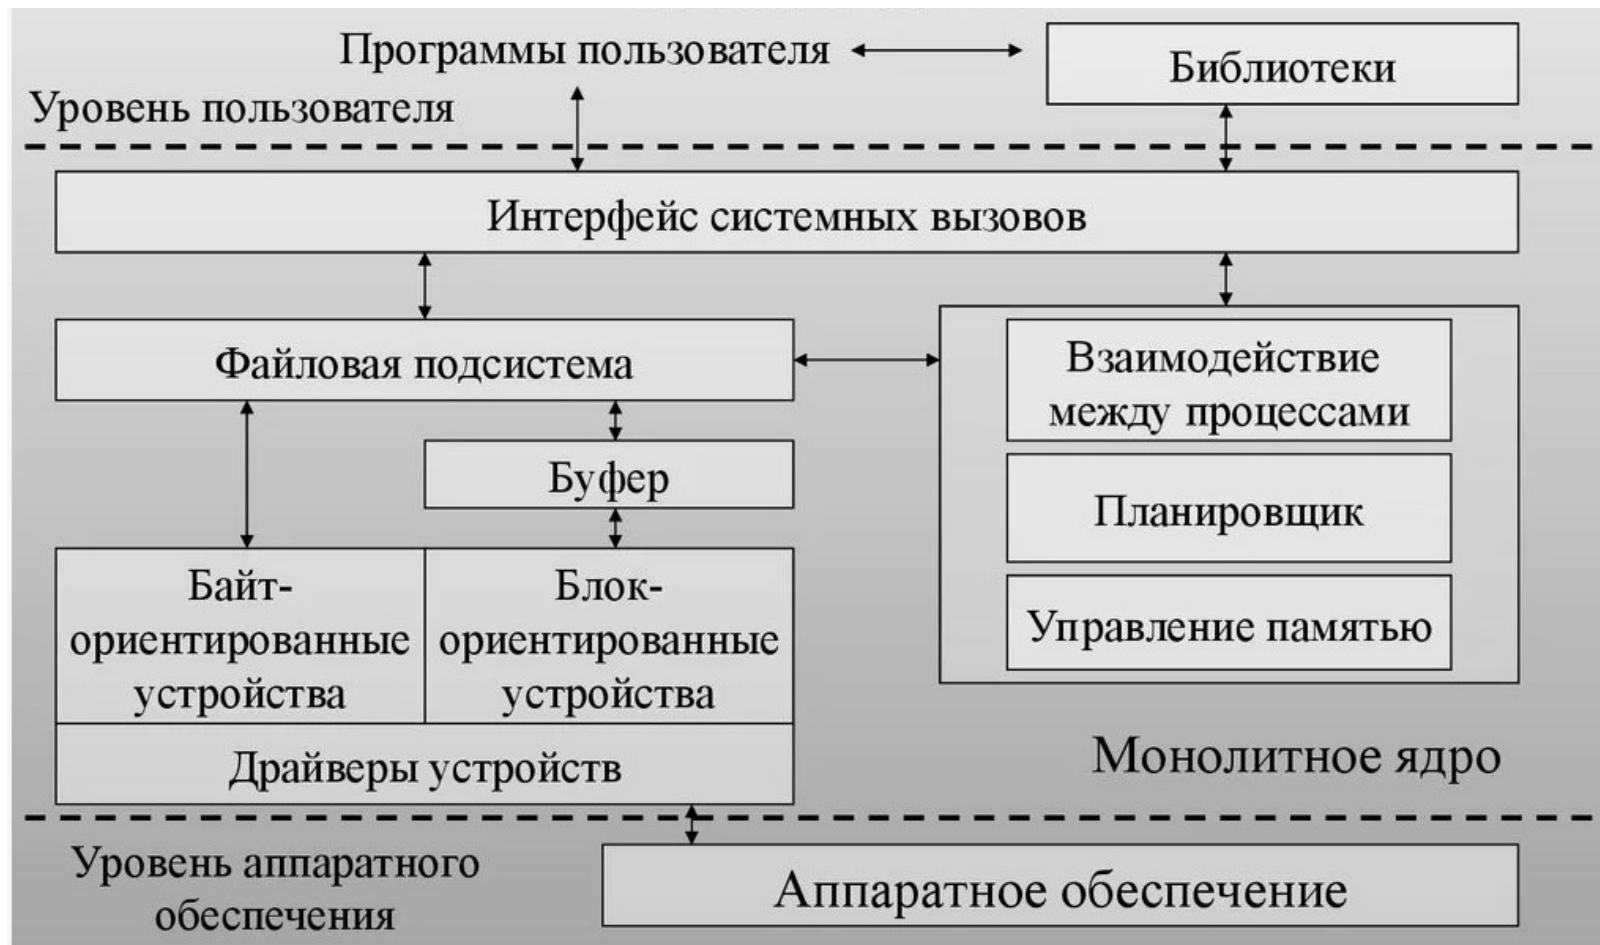 Программы пользователя
Библиотеки
Уровень пользователя
Интерфейс системных вызовов
Файловая подсистема
Взаимодействие
между процессами
Буфер
Планировщик
Байт-
ориентированные
устройства
Блок-
ориентированные
устройства
Управление памятью
Драйверы устройств
Монолитное ядро
Уровень аппаратного
обеспечения
Аппаратное обеспечение